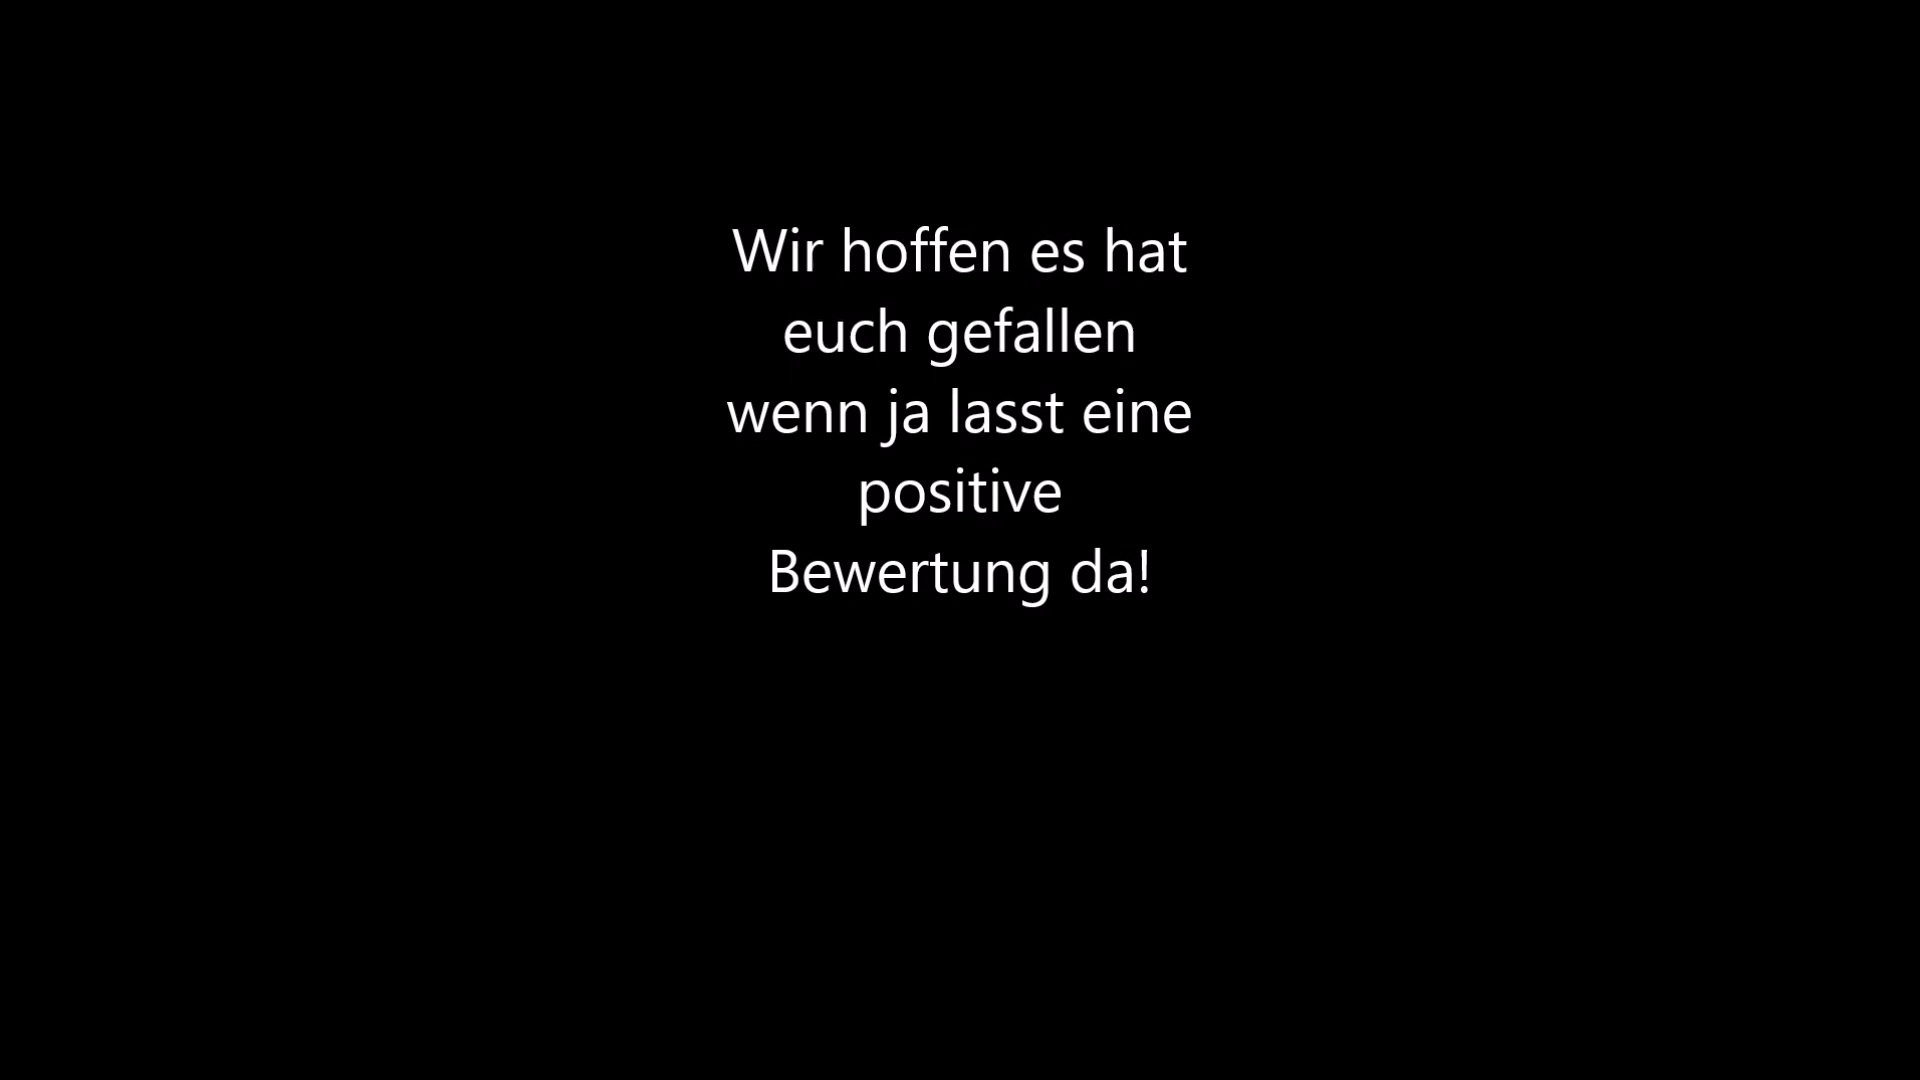 Wir hoffen es hat
euch gefallen
wenn ja lasst eine
positive
Bewertung da!